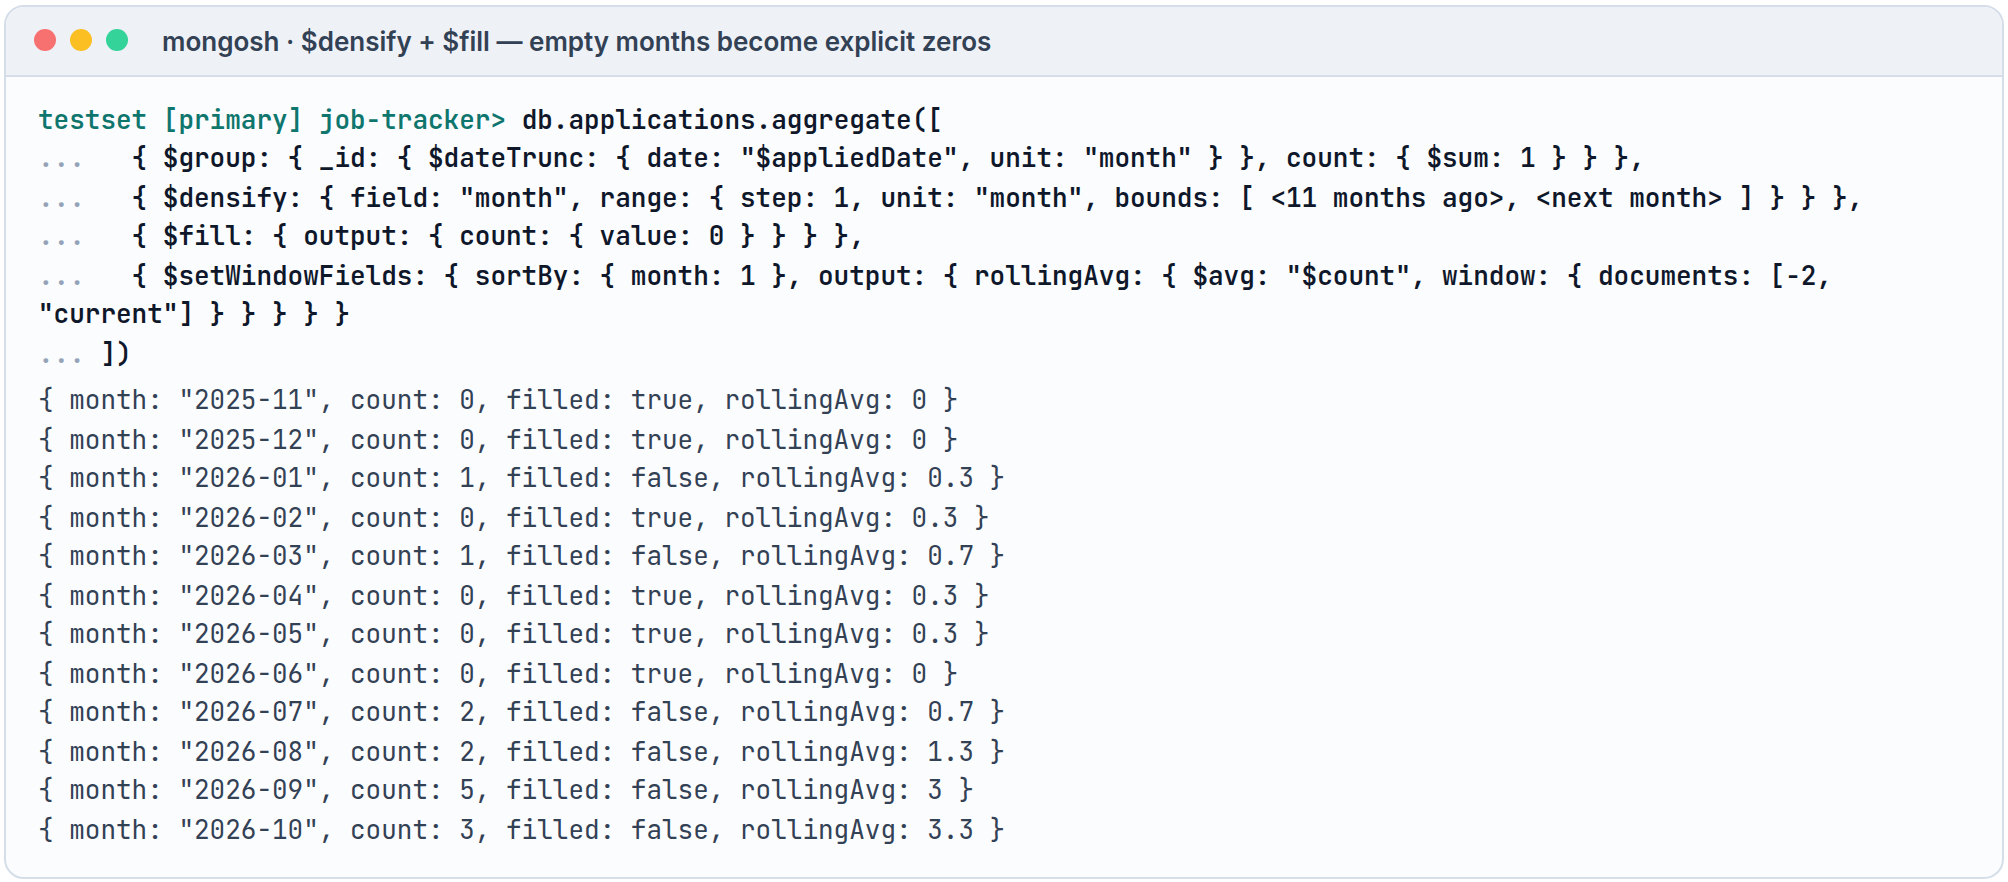 mongosh · $densify + $fill — empty months become explicit zeros
testset [primary] job-tracker> db.applications.aggregate([
...   { $group: { _id: { $dateTrunc: { date: "$appliedDate", unit: "month" } }, count: { $sum: 1 } } },
...   { $densify: { field: "month", range: { step: 1, unit: "month", bounds: [ <11 months ago>, <next month> ] } } },
...   { $fill: { output: { count: { value: 0 } } } },
...   { $setWindowFields: { sortBy: { month: 1 }, output: { rollingAvg: { $avg: "$count", window: { documents: [-2,
"current"] } } } } }
... ])
{ month: "2025-11", count: 0, filled: true, rollingAvg: 0 }
{ month: "2025-12", count: 0, filled: true, rollingAvg: 0 }
{ month: "2026-01", count: 1, filled: false, rollingAvg: 0.3 }
{ month: "2026-02", count: 0, filled: true, rollingAvg: 0.3 }
{ month: "2026-03", count: 1, filled: false, rollingAvg: 0.7 }
{ month: "2026-04", count: 0, filled: true, rollingAvg: 0.3 }
{ month: "2026-05", count: 0, filled: true, rollingAvg: 0.3 }
{ month: "2026-06", count: 0, filled: true, rollingAvg: 0 }
{ month: "2026-07", count: 2, filled: false, rollingAvg: 0.7 }
{ month: "2026-08", count: 2, filled: false, rollingAvg: 1.3 }
{ month: "2026-09", count: 5, filled: false, rollingAvg: 3 }
{ month: "2026-10", count: 3, filled: false, rollingAvg: 3.3 }